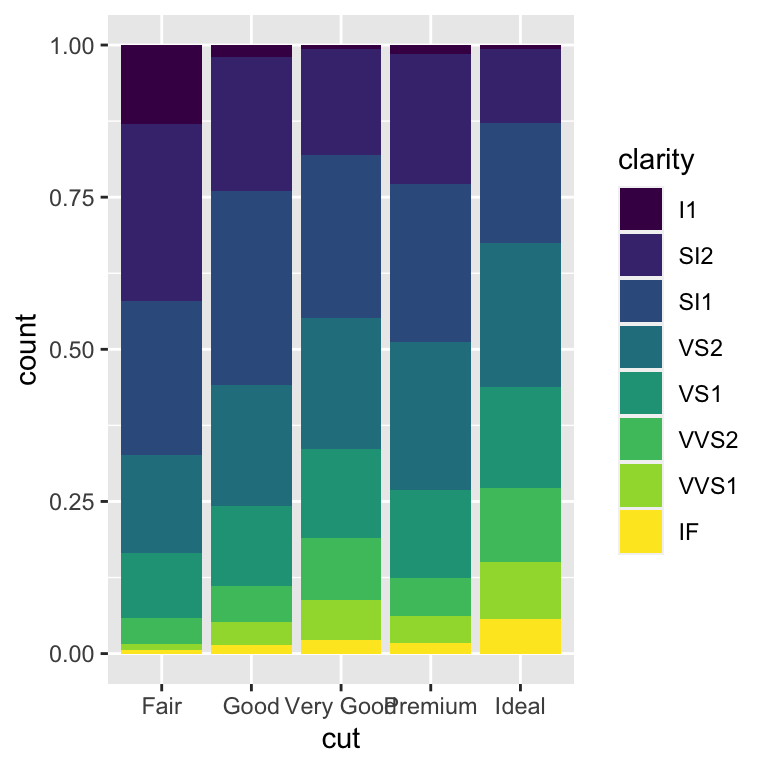 1.00
0.75
0.50
0.25
0.00
count
Fair
Good
Very Good
Premium
Ideal
cut
clarity
I1
SI2
SI1
VS2
VS1
VVS2
VVS1
IF